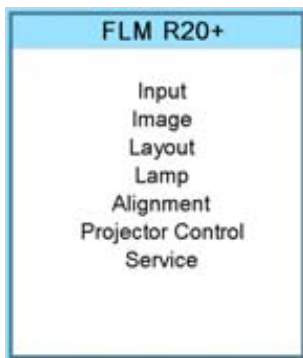 FLM R20+
Input
Image
Layout
Lamp
Alignment
Projector Control
Service